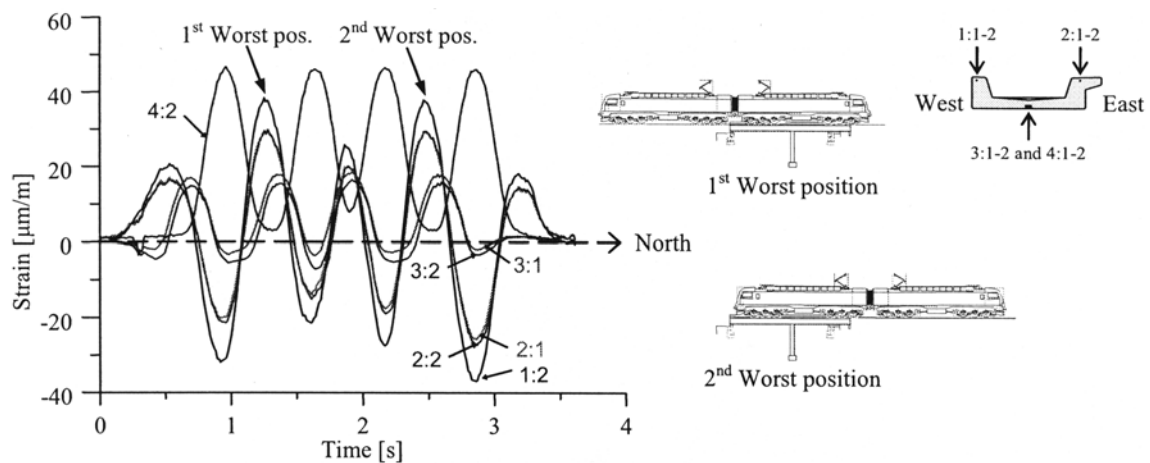 60
40
20
0
-20
-40
Strain [μm/m]
0
1
2
3
4
Time [s]
1st Worst pos.
2nd Worst pos.
4:2
3:2
3:1
2:2
2:1
1:2
North
1st Worst position
2nd Worst position
1:1-2
2:1-2
West
East
3:1-2 and 4:1-2